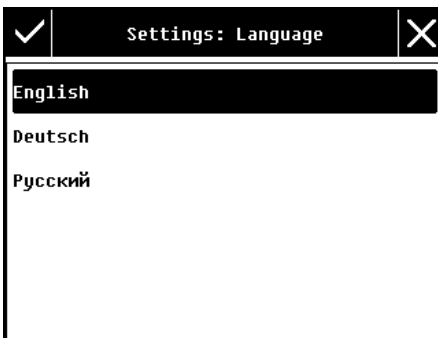 Settings: Language
English
Deutsch
Русский